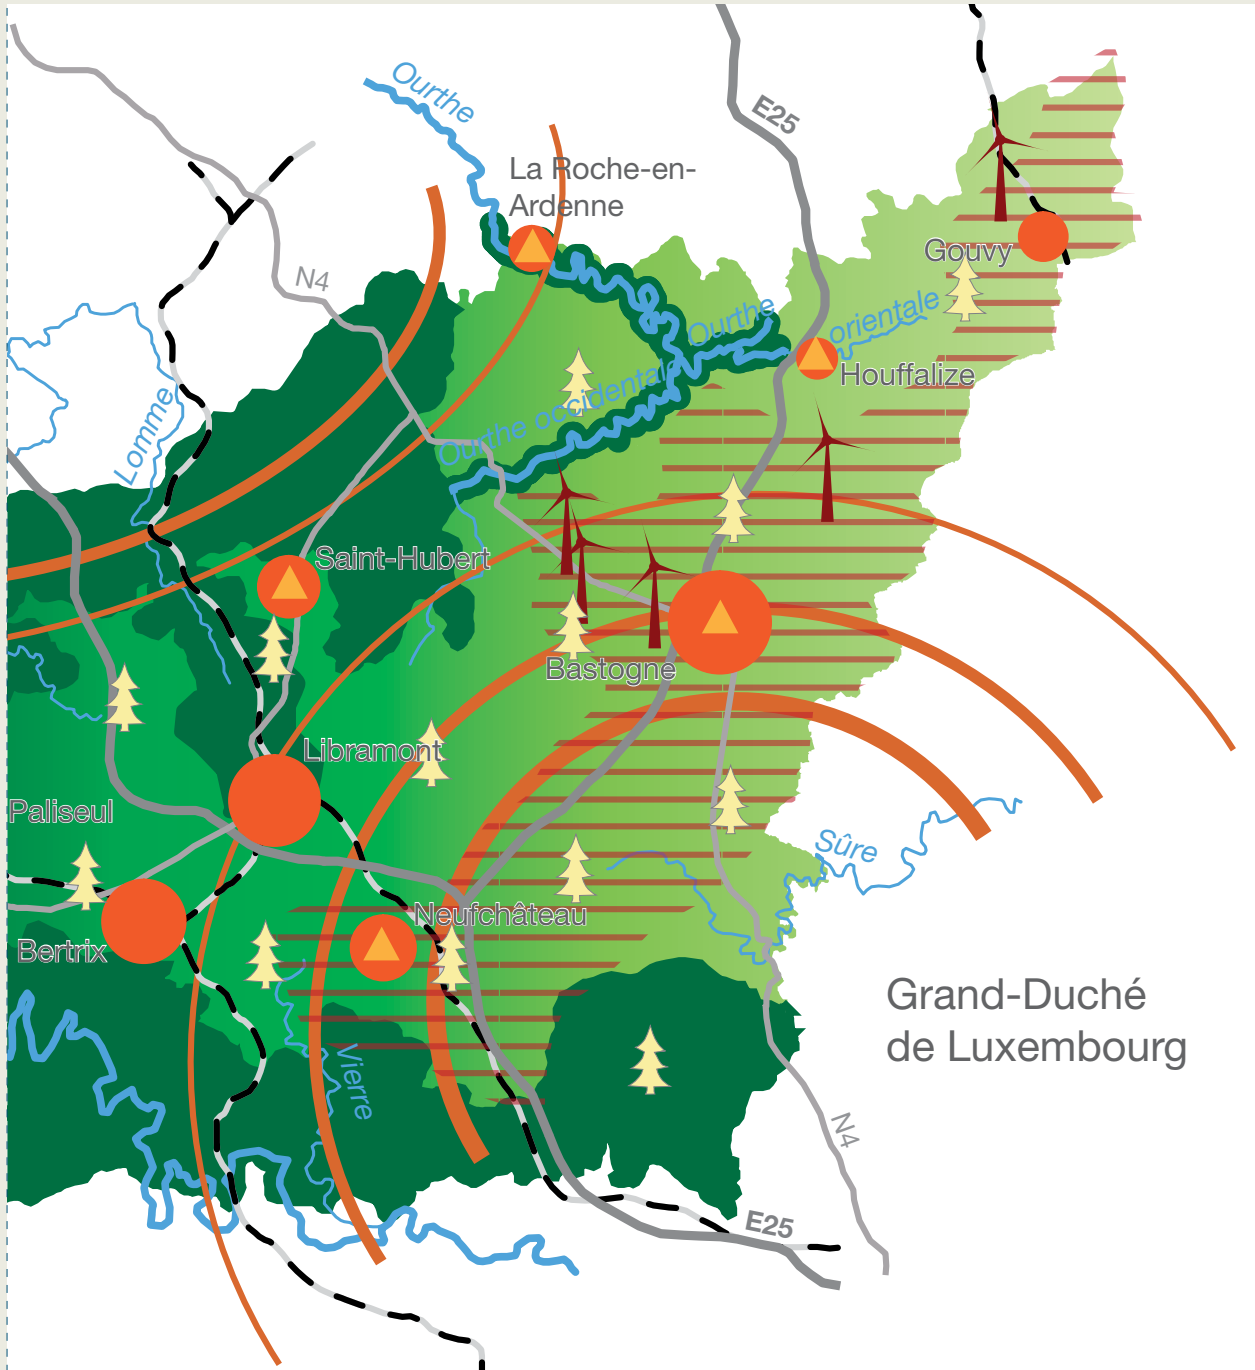 Ourthe
E25
La Roche-en-
Ardenne
Gouvy
N4
Ourthe
orientale
Houffalize
Lomme
Ourthe occidentale
Saint-Hubert
Bastogne
Libramont
Paliseul
Sûre
Neufchâteau
Bertrix
Grand-Duché
de Luxembourg
Vierre
N4
E25